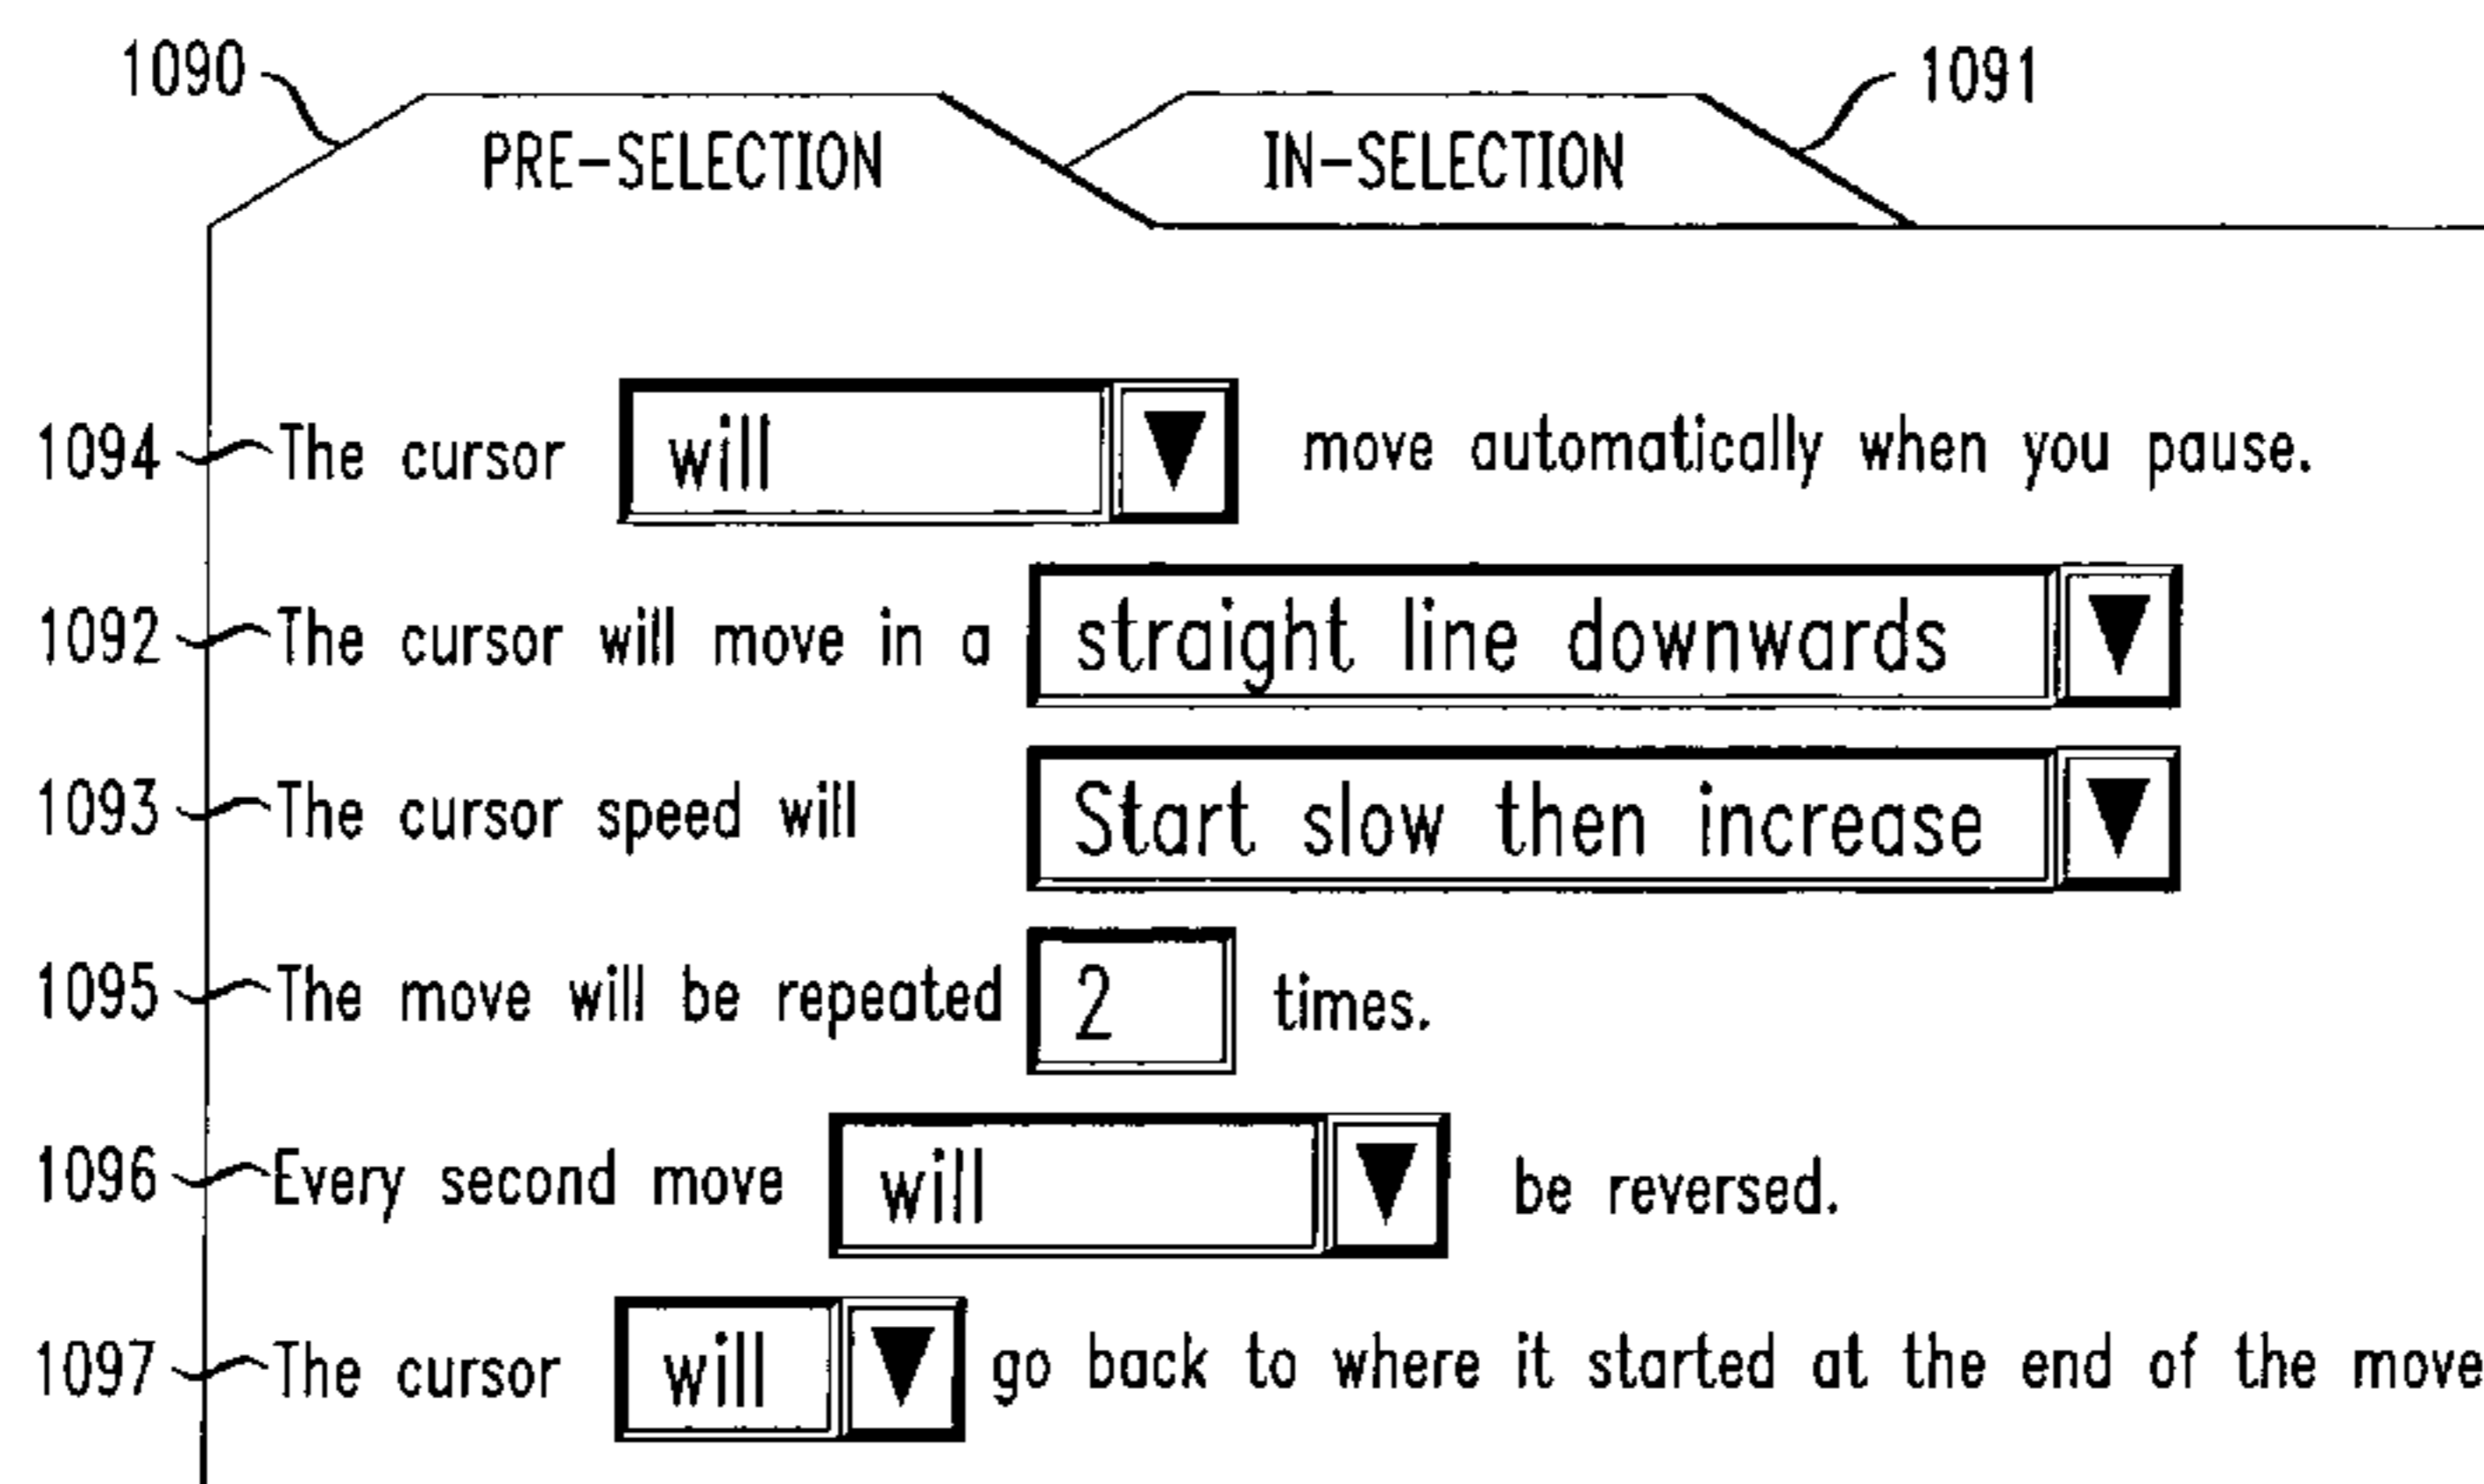 1090 PRE-SELECTION IN-SELECTION 1091
1094 The cursor will move automatically when you pause.
1092 The cursor will move in a straight line downwards
1093 The cursor speed will Start slow then increase
1095 The move will be repeated 2 times.
1096 Every second move will be reversed.
1097 The cursor will go back to where it started at the end of the move